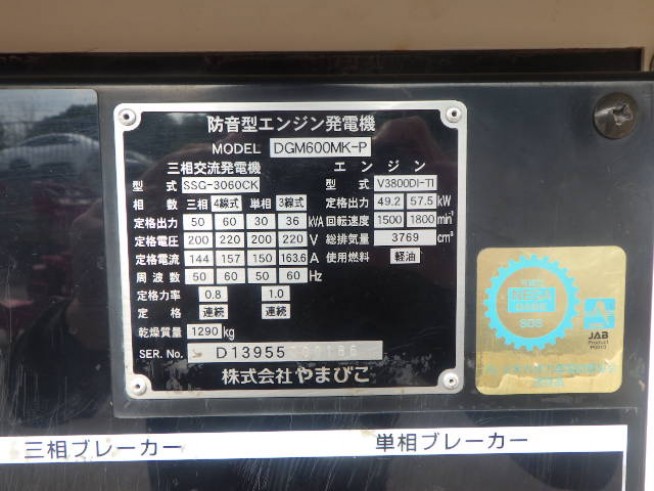 防音型エンジン発電機
MODEL DGM600MK-P
三相交流発電機 エンジン
型式 SSG-3060CK 型式 V3800DI-TI
相数 三相 4線式 単相 3線式 定格出力 49.2 57.5 kW
定格出力 50 60 30 36 kVA 回転速度 1500 1800 min⁻¹
定格電圧 200 220 200 220 V 総排気量 3769 cm³
定格電流 144 157 150 163.6 A 使用燃料 軽油
周波数 50 60 50 60 Hz
定格力率 0.8 1.0
定格 連続 連続
乾燥質量 1290 kg
SER. No. D13955
株式会社やまびこ
JAB
三相ブレーカー 単相ブレーカー